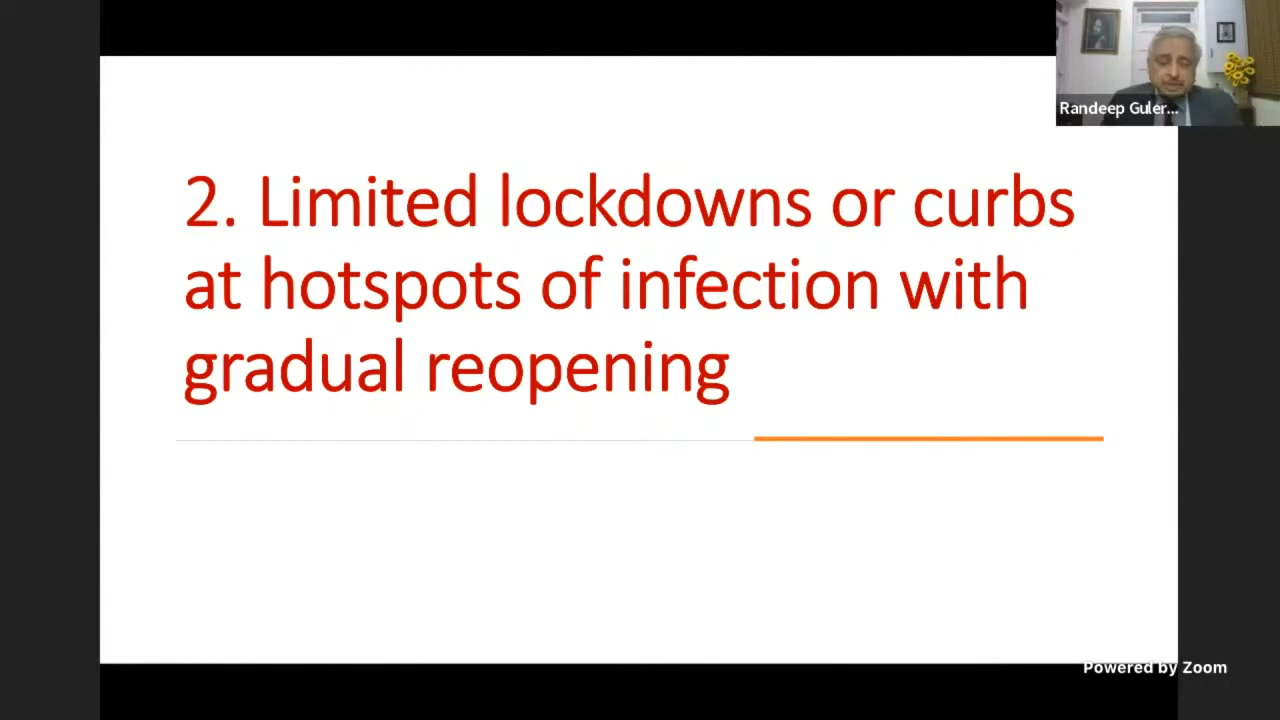 Randeep Guler...
2. Limited lockdowns or curbs
at hotspots of infection with
gradual reopening
Powered by Zoom